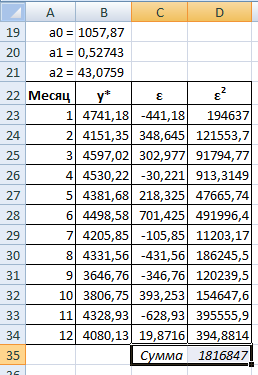 A B C D
19 a0 = 1057,87
20 a1 = 0,52743
21 a2 = 43,0759
22 Месяц y* ε ε²
23 1 4741,18 -441,18 194637
24 2 4151,35 348,645 121553,7
25 3 4597,02 302,977 91794,77
26 4 4530,22 -30,221 913,3149
27 5 4381,68 218,325 47665,74
28 6 4498,58 701,425 491996,4
29 7 4205,85 -105,85 11203,17
30 8 4331,56 -431,56 186245,5
31 9 3646,76 -346,76 120239,5
32 10 3806,75 393,253 154647,6
33 11 4328,93 -628,93 395555,9
34 12 4080,13 19,8716 394,8814
35 Сумма 1816847